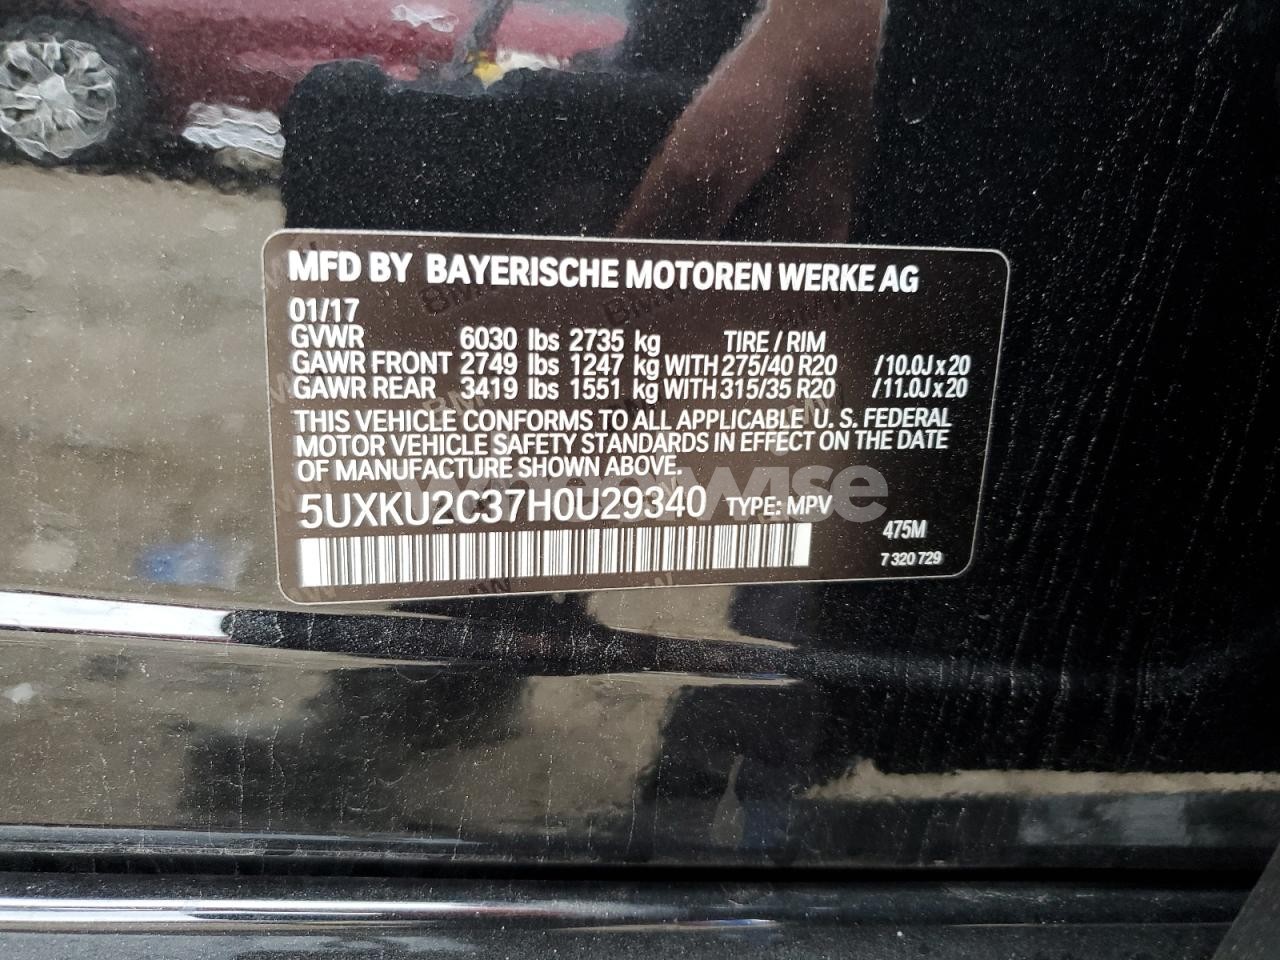 MFD BY BAYERISCHE MOTOREN WERKE AG
01/17
GVWR 6030 lbs 2735 kg TIRE / RIM
GAWR FRONT 2749 lbs 1247 kg WITH 275/40 R20 /10.0J x 20
GAWR REAR 3419 lbs 1551 kg WITH 315/35 R20 /11.0J x 20
THIS VEHICLE CONFORMS TO ALL APPLICABLE U. S. FEDERAL
MOTOR VEHICLE SAFETY STANDARDS IN EFFECT ON THE DATE
OF MANUFACTURE SHOWN ABOVE.
5UXKU2C37H0U29340 TYPE: MPV
475M
7 320 729